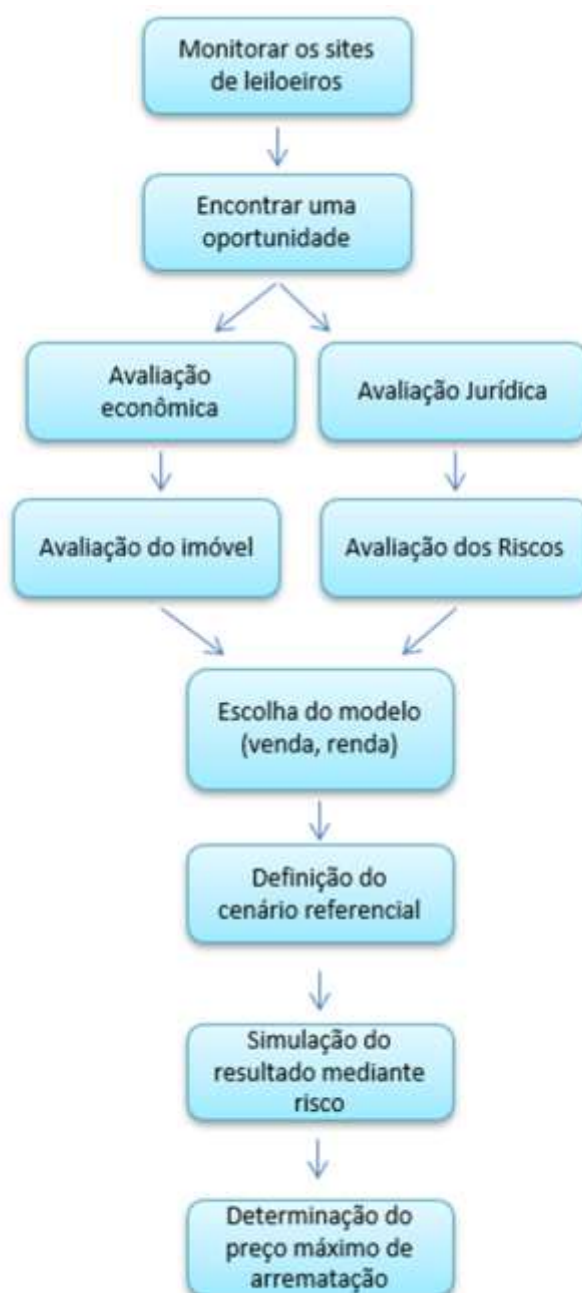 Monitorar os sites
de leiloeiros
Encontrar uma
oportunidade
Avaliação
econômica
Avaliação Jurídica
Avaliação do imóvel
Avaliação dos Riscos
Escolha do modelo
(venda, renda)
Definição do
cenário referencial
Simulação do
resultado mediante
risco
Determinação do
preço máximo de
arrematação